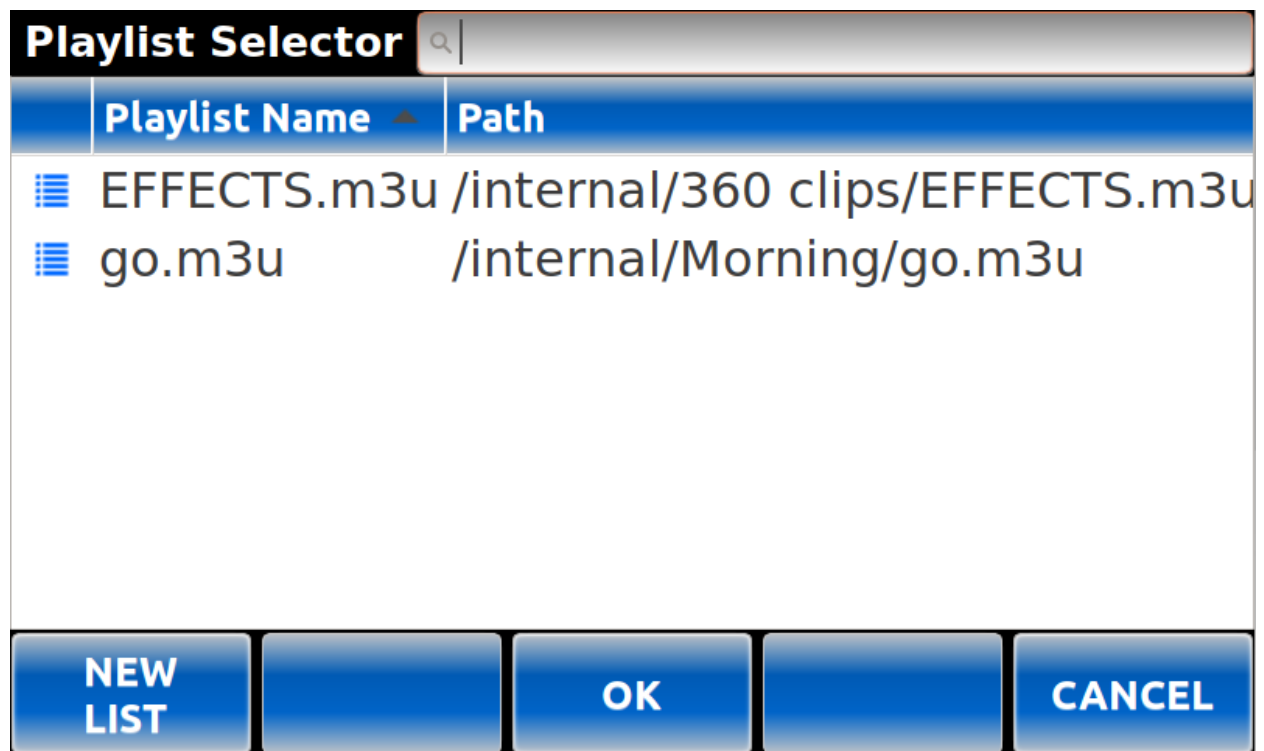 Playlist Selector
Playlist Name Path
EFFECTS.m3u /internal/360 clips/EFFECTS.m3u
go.m3u /internal/Morning/go.m3u
NEW
LIST
OK
CANCEL